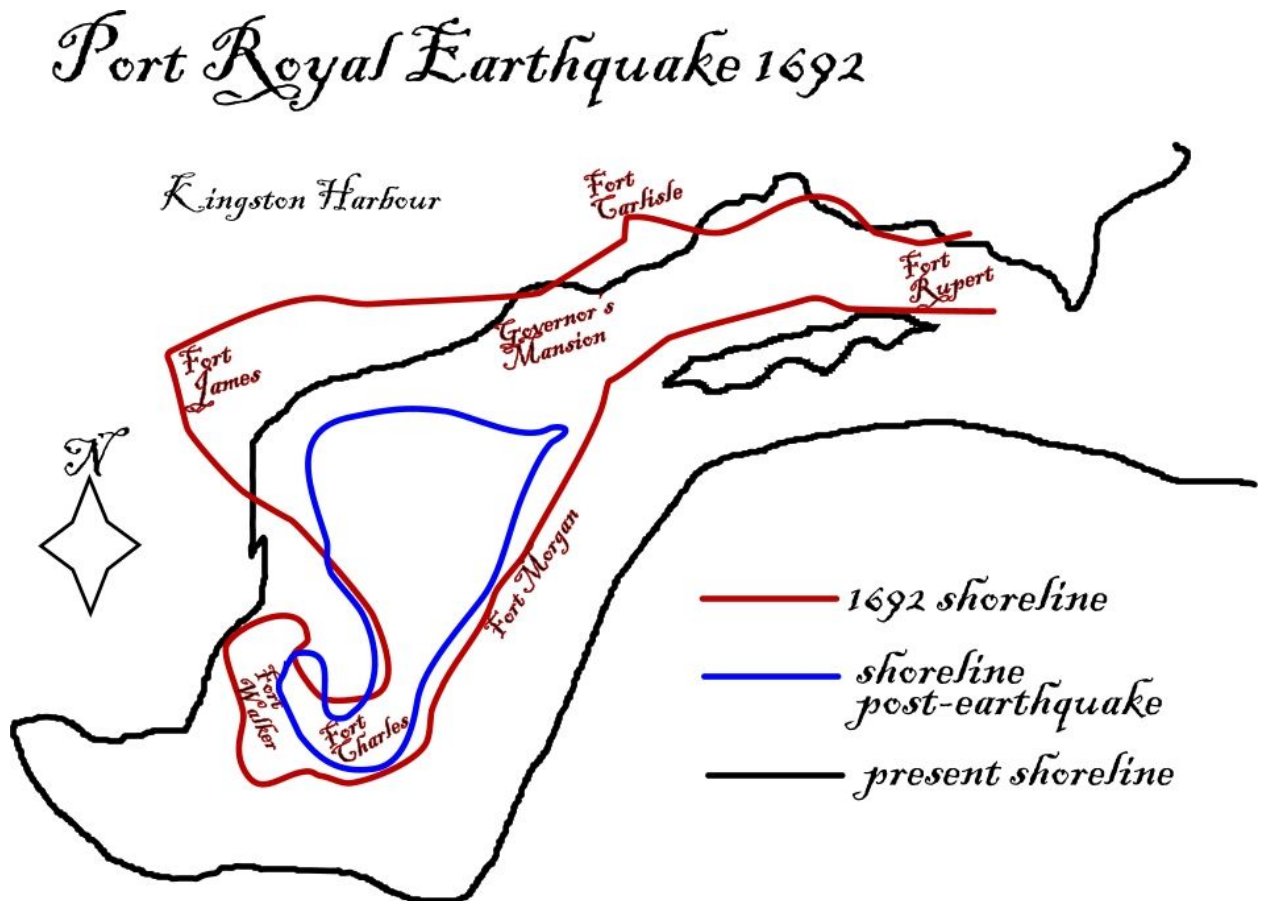 Port Royal Earthquake 1692
Kingston Harbour
Fort
Carlisle
Fort
Rupert
Governor's
Mansion
Fort
James
N
Fort Morgan
Fort
Walker
Fort
Charles
1692 shoreline
shoreline
post-earthquake
present shoreline